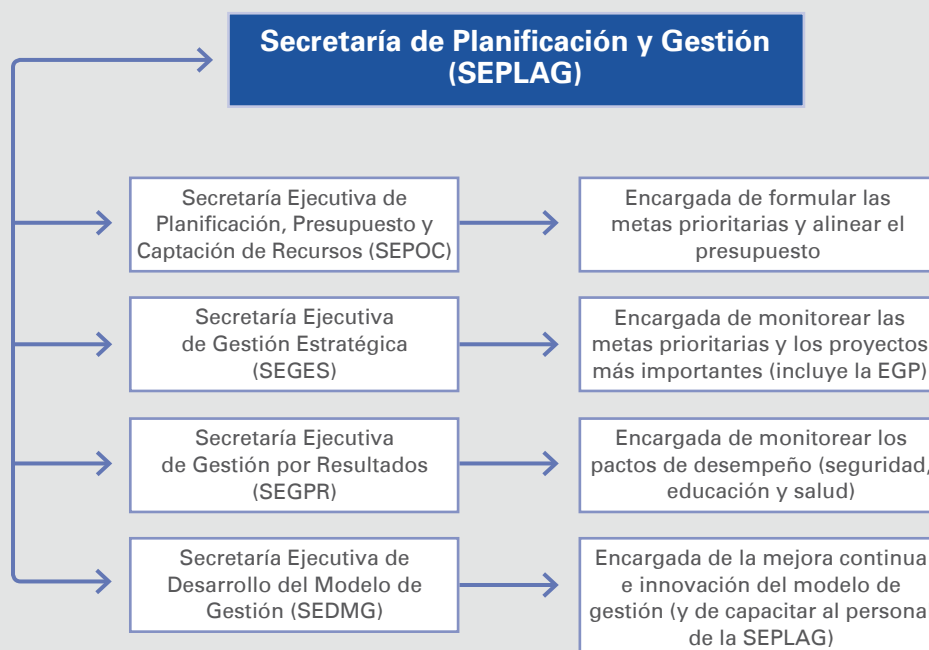 Secretaría de Planificación y Gestión
(SEPLAG)
Secretaría Ejecutiva de
Planificación, Presupuesto y
Captación de Recursos (SEPOC)
Encargada de formular las
metas prioritarias y alinear el
presupuesto
Secretaría Ejecutiva
de Gestión Estratégica
(SEGES)
Encargada de monitorear las
metas prioritarias y los proyectos
más importantes (incluye la EGP)
Secretaría Ejecutiva
de Gestión por Resultados
(SEGPR)
Encargada de monitorear los
pactos de desempeño (seguridad,
educación y salud)
Secretaría Ejecutiva de
Desarrollo del Modelo de
Gestión (SEDMG)
Encargada de la mejora continua
e innovación del modelo de
gestión (y de capacitar al personal
de la SEPLAG)